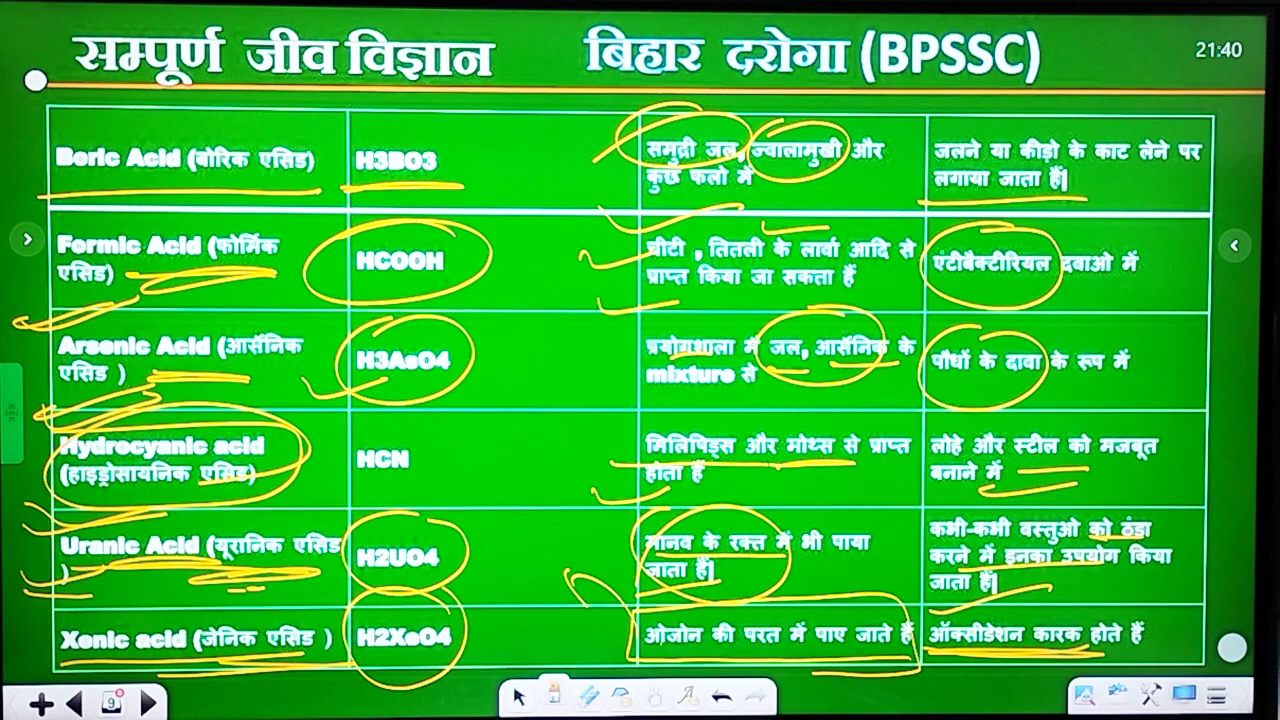 सम्पूर्ण जीव विज्ञान बिहार दरोगा (BPSSC)
21:40
Boric Acid (बोरिक एसिड)
H3BO3
समुद्री जल, ज्वालामुखी और
कुछ फलो में
जलने या कीड़ो के काट लेने पर
लगाया जाता हैं|
Formic Acid (फोर्मिक
एसिड)
HCOOH
चीटी , तितली के लार्वा आदि से
प्राप्त किया जा सकता हैं
एंटीबैक्टीरियल दवाओ में
Arsenic Acid (आर्सेनिक
एसिड )
H3AsO4
प्रयोगशाला में जल, आर्सेनिक के
mixture से
पौधों के दावा के रूप में
Hydrocyanic acid
(हाइड्रोसायनिक एसिड)
HCN
मिलिपिड्स और मोथ्स से प्राप्त
होता हैं
लोहे और स्टील को मजबूत
बनाने में
Uranic Acid (यूरानिक एसिड
)
H2UO4
मानव के रक्त में भी पाया
जाता हैं|
कभी-कभी वस्तुओ को ठंडा
करने में इनका उपयोग किया
जाता हैं|
Xenic acid (जेनिक एसिड )
H2XeO4
ओजोन की परत में पाए जाते हैं
ऑक्सीडेशन कारक होते हैं
9